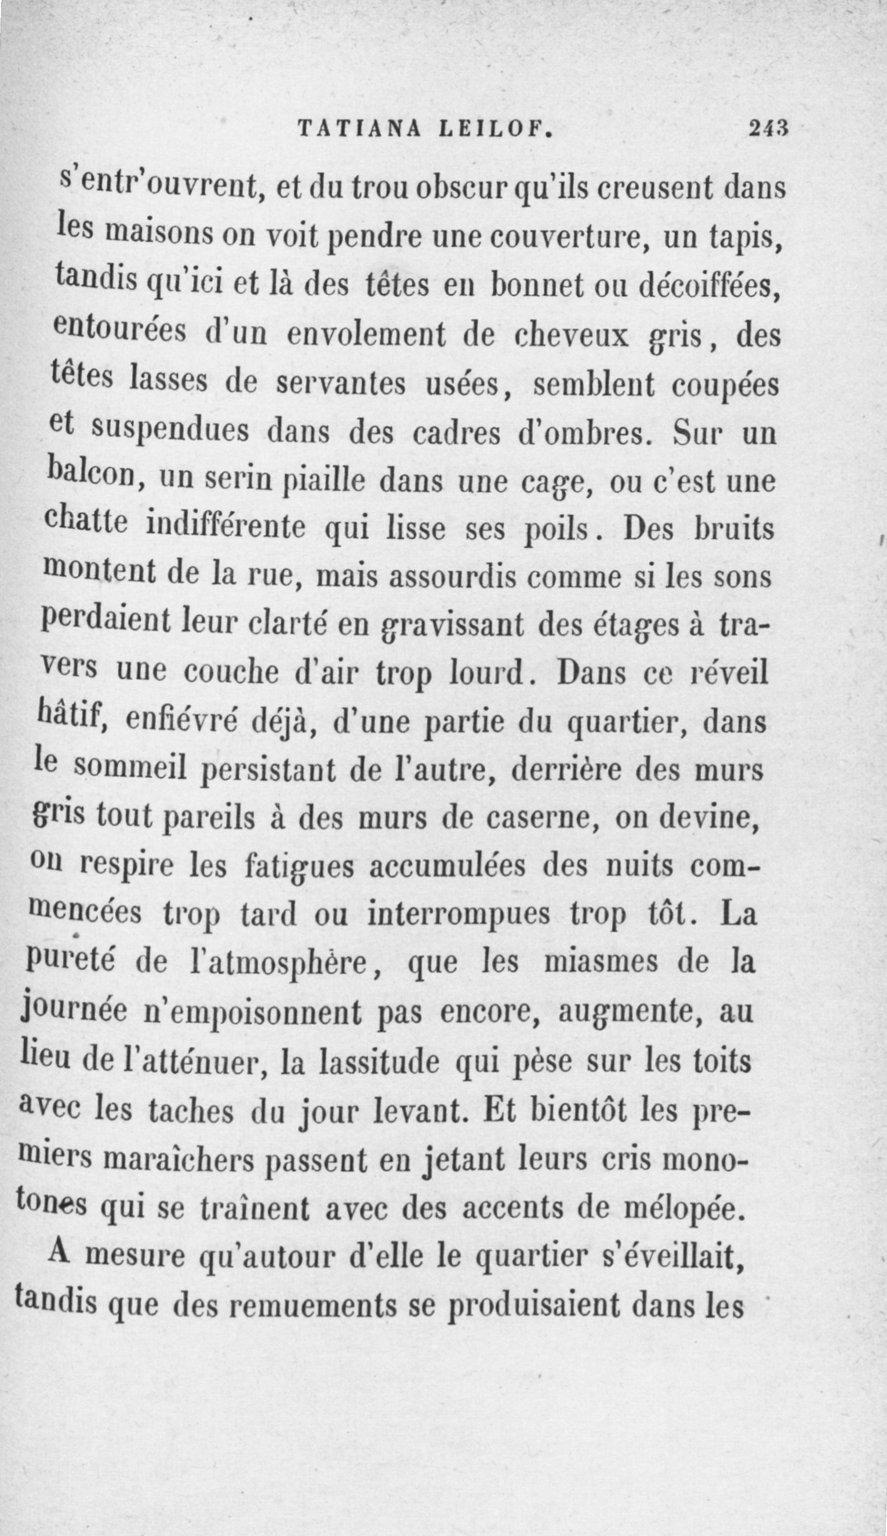 TATIANA LEILOF. 243
s'entr'ouvrent, et du trou obscur qu'ils creusent dans
les maisons on voit pendre une couverture, un tapis,
tandis qu'ici et là des têtes en bonnet ou décoiffées,
entourées d'un envolement de cheveux gris, des
têtes lasses de servantes usées, semblent coupées
et suspendues dans des cadres d'ombres. Sur un
balcon, un serin piaille dans une cage, ou c'est une
chatte indifférente qui lisse ses poils. Des bruits
montent de la rue, mais assourdis comme si les sons
perdaient leur clarté en gravissant des étages à tra-
vers une couche d'air trop lourd. Dans ce réveil
hâtif, enfiévré déjà, d'une partie du quartier, dans
le sommeil persistant de l'autre, derrière des murs
gris tout pareils à des murs de caserne, on devine,
on respire les fatigues accumulées des nuits com-
mencées trop tard ou interrompues trop tôt. La
pureté de l'atmosphère, que les miasmes de la
journée n'empoisonnent pas encore, augmente, au
lieu de l'atténuer, la lassitude qui pèse sur les toits
avec les taches du jour levant. Et bientôt les pre-
miers maraîchers passent en jetant leurs cris mono-
tones qui se traînent avec des accents de mélopée.
A mesure qu'autour d'elle le quartier s'éveillait,
tandis que des remuements se produisaient dans les